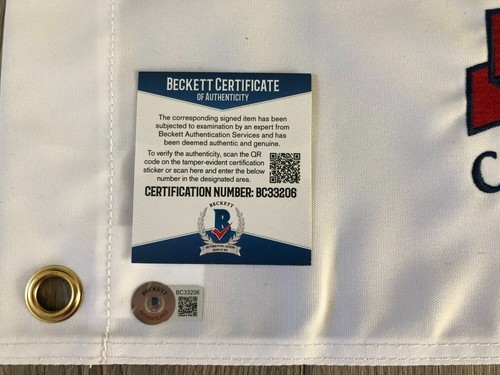 BECKETT CERTIFICATE
OF AUTHENTICITY
The corresponding signed item has been
subjected to examination by an expert from
Beckett Authentication Services and has
been deemed authentic and genuine.
To verify the authenticity, scan the QR
code on the tamper-evident certification
sticker or scan here and enter the below
number in the designated area.
CERTIFICATION NUMBER: BC33206
BECKETT
B
BECKETT
BC33206
C